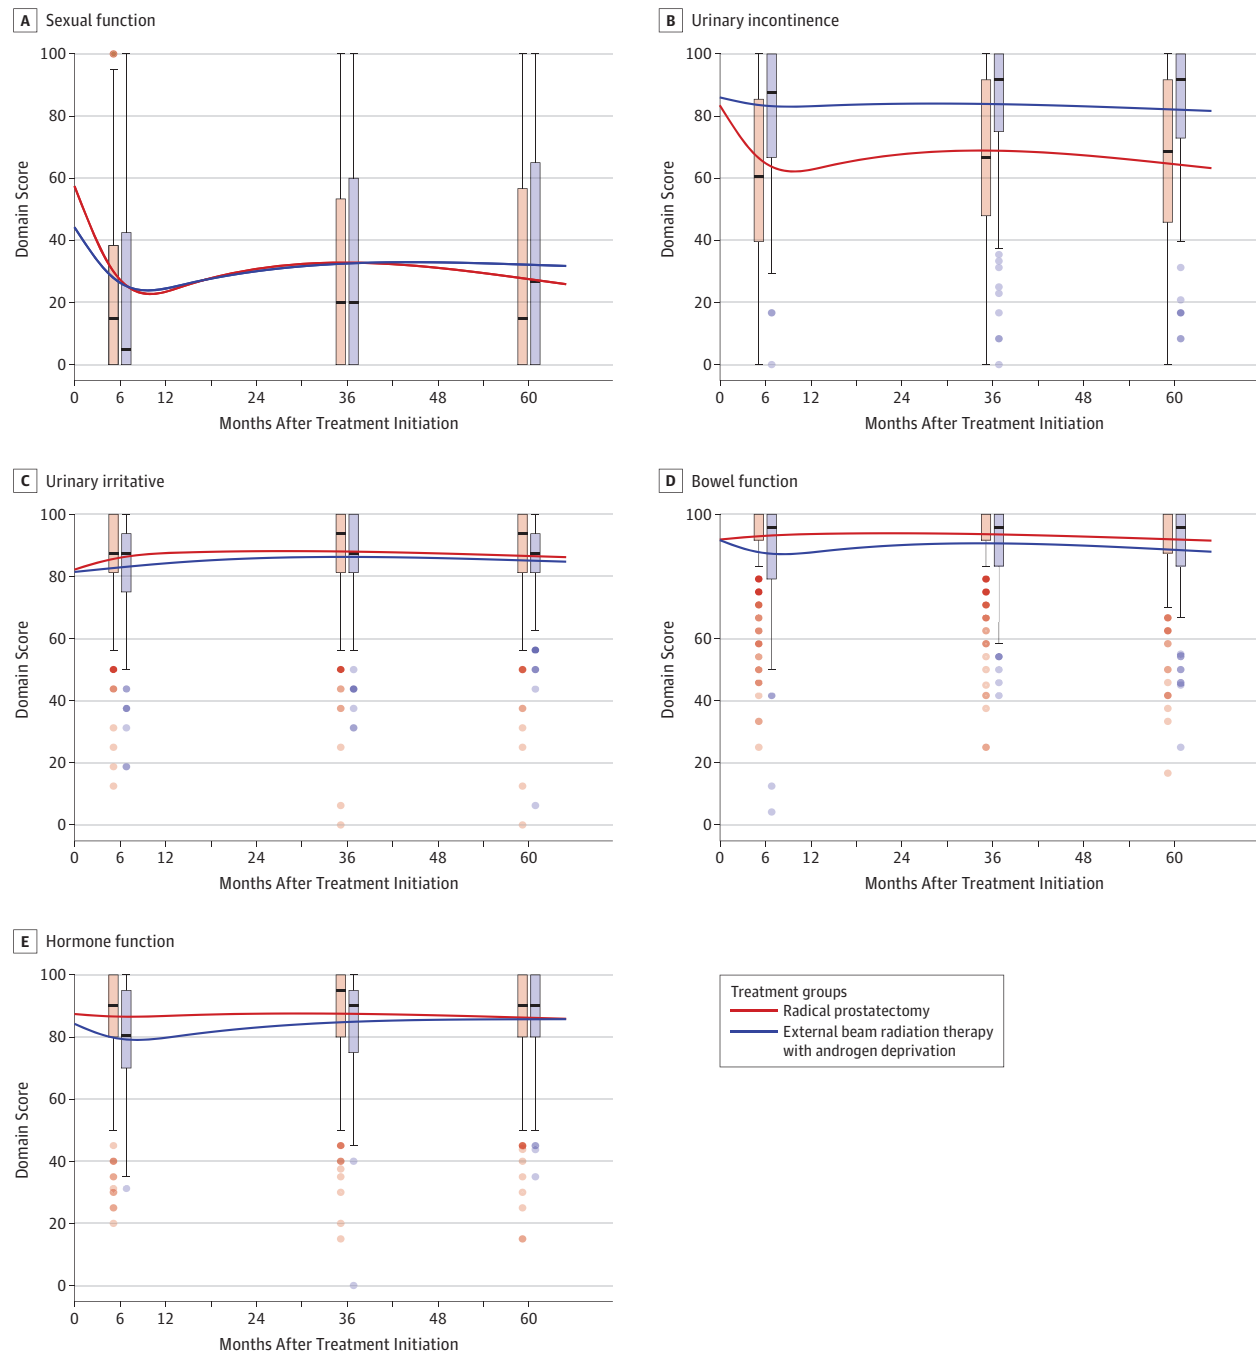 A Sexual function
100
80
60
40
20
0
Domain Score
0 6 12 24 36 48 60
Months After Treatment Initiation
B Urinary incontinence
100
80
60
40
20
0
Domain Score
0 6 12 24 36 48 60
Months After Treatment Initiation
C Urinary irritative
100
80
60
40
20
0
Domain Score
0 6 12 24 36 48 60
Months After Treatment Initiation
D Bowel function
100
80
60
40
20
0
Domain Score
0 6 12 24 36 48 60
Months After Treatment Initiation
E Hormone function
100
80
60
40
20
0
Domain Score
0 6 12 24 36 48 60
Months After Treatment Initiation
Treatment groups
Radical prostatectomy
External beam radiation therapy
with androgen deprivation